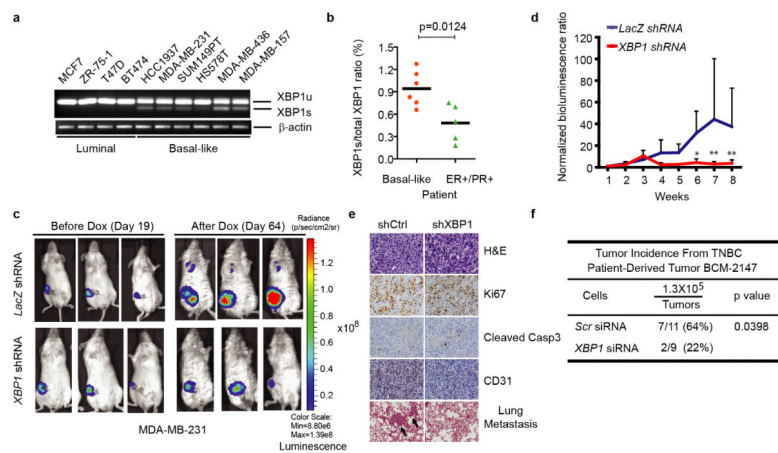 a
MCF7
ZR-75-1
T47D
BT474
HCC1937
MDA-MB-231
SUM149PT
HS578T
MDA-MB-436
MDA-MB-157
XBP1u
XBP1s
β-actin
Luminal
Basal-like
b
p=0.0124
XBP1s/total XBP1 ratio (%)
1.5
1.2
0.9
0.6
0.3
0.0
Basal-like ER+/PR+
Patient
d
LacZ shRNA
XBP1 shRNA
Normalized bioluminescence ratio
120
100
80
60
40
20
0
* ** **
1 2 3 4 5 6 7 8
Weeks
c
Before Dox (Day 19) After Dox (Day 64)
Radiance
(p/sec/cm2/sr)
LacZ shRNA
XBP1 shRNA
1.2
1.0
0.8
0.6
0.4
0.2
x10⁸
Color Scale:
Min=8.80e6
Max=1.39e8
MDA-MB-231
Luminescence
e
shCtrl shXBP1
H&E
Ki67
Cleaved Casp3
CD31
Lung
Metastasis
f
Tumor Incidence From TNBC
Patient-Derived Tumor BCM-2147
Cells 1.3X10⁵ p value
Tumors
Scr siRNA 7/11 (64%) 0.0398
XBP1 siRNA 2/9 (22%)